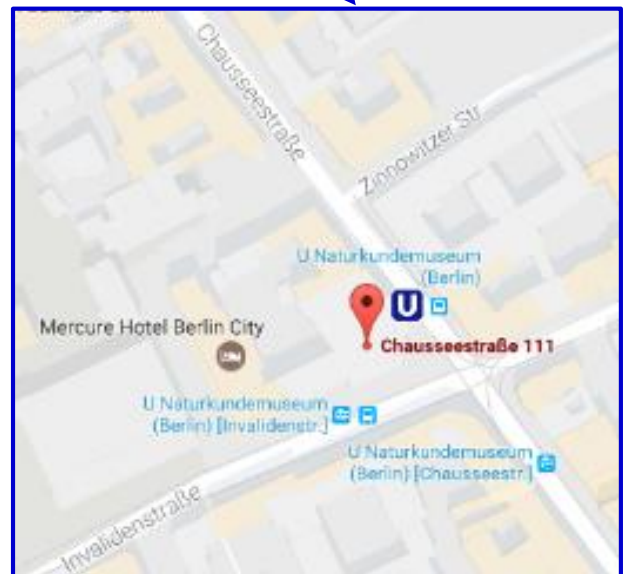 Chausseestraße
Zinnowitzer Str
U Naturkundemuseum
(Berlin)
U
Mercure Hotel Berlin City
Chausseestraße 111
U Naturkundemuseum
(Berlin) [Invalidenstr.]
U Naturkundemuseum
(Berlin) [Chausseestr.]
Invalidenstraße